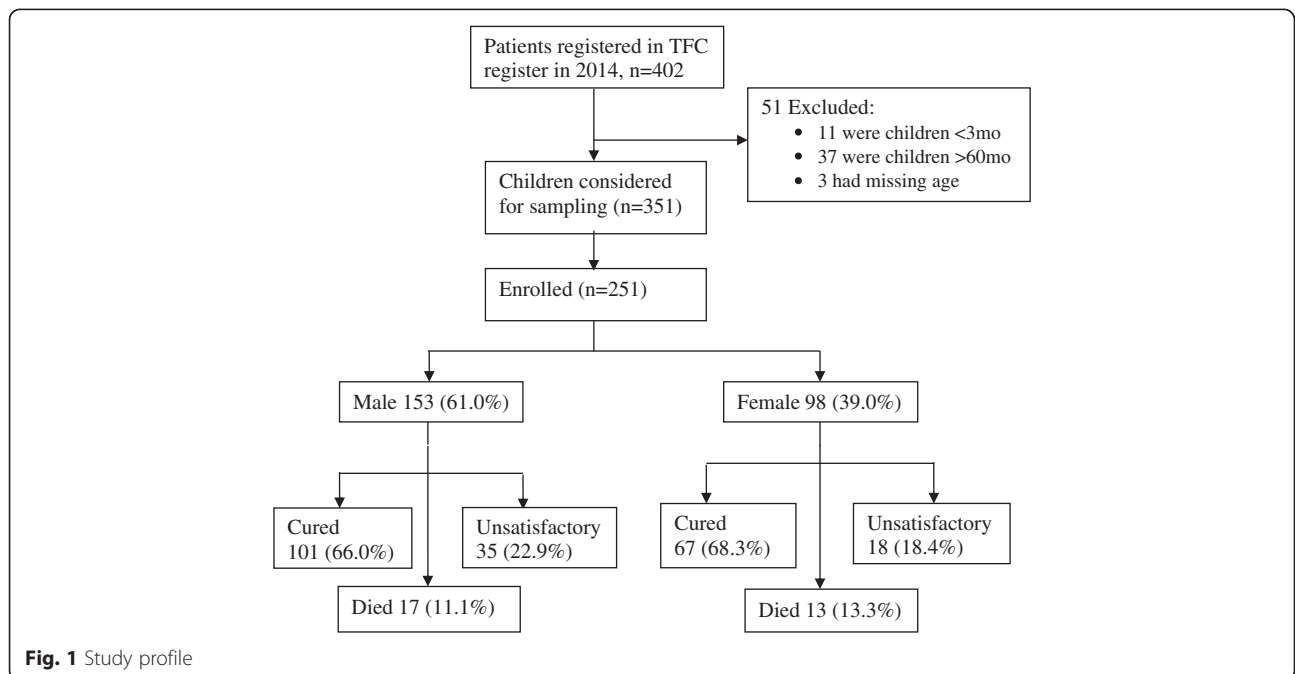 Patients registered in TFC
register in 2014, n=402
51 Excluded:
• 11 were children <3mo
• 37 were children >60mo
• 3 had missing age
Children considered
for sampling (n=351)
Enrolled (n=251)
Male 153 (61.0%)
Female 98 (39.0%)
Cured
101 (66.0%)
Unsatisfactory
35 (22.9%)
Cured
67 (68.3%)
Unsatisfactory
18 (18.4%)
Died 17 (11.1%)
Died 13 (13.3%)
Fig. 1 Study profile